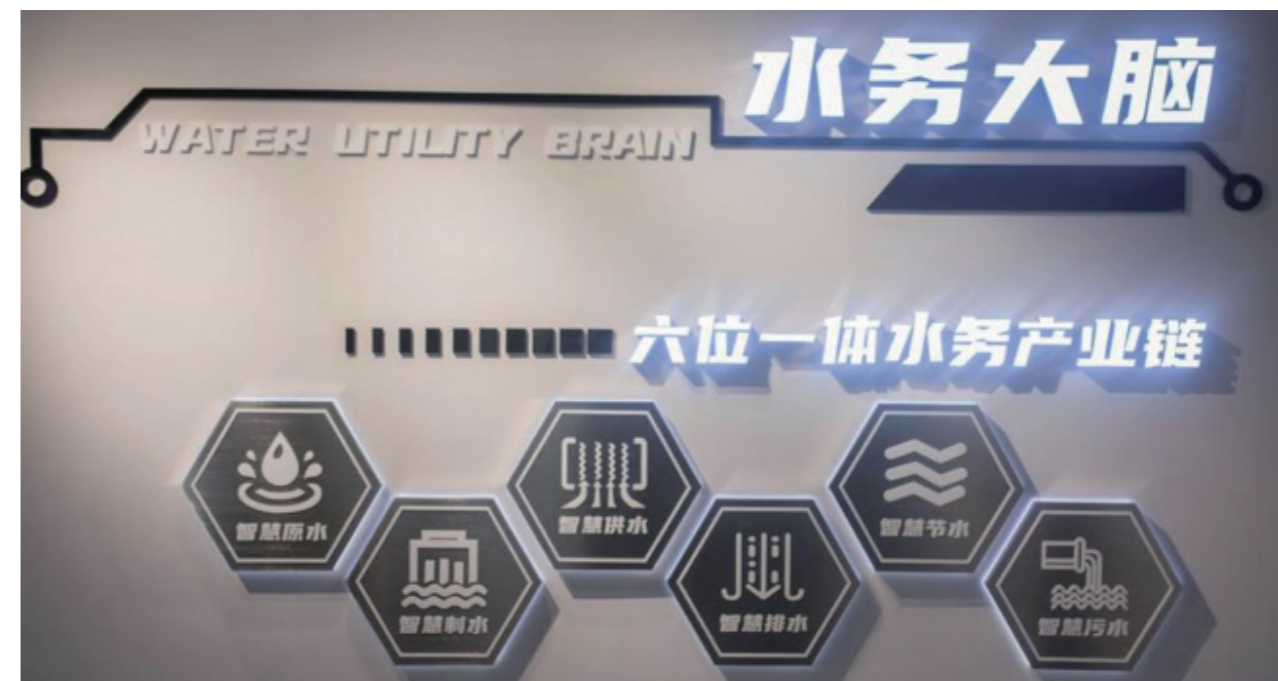 水务大脑
WATER UTILITY BRAIN
六位一体水务产业链
智慧原水
智慧制水
智慧供水
智慧排水
智慧节水
智慧污水